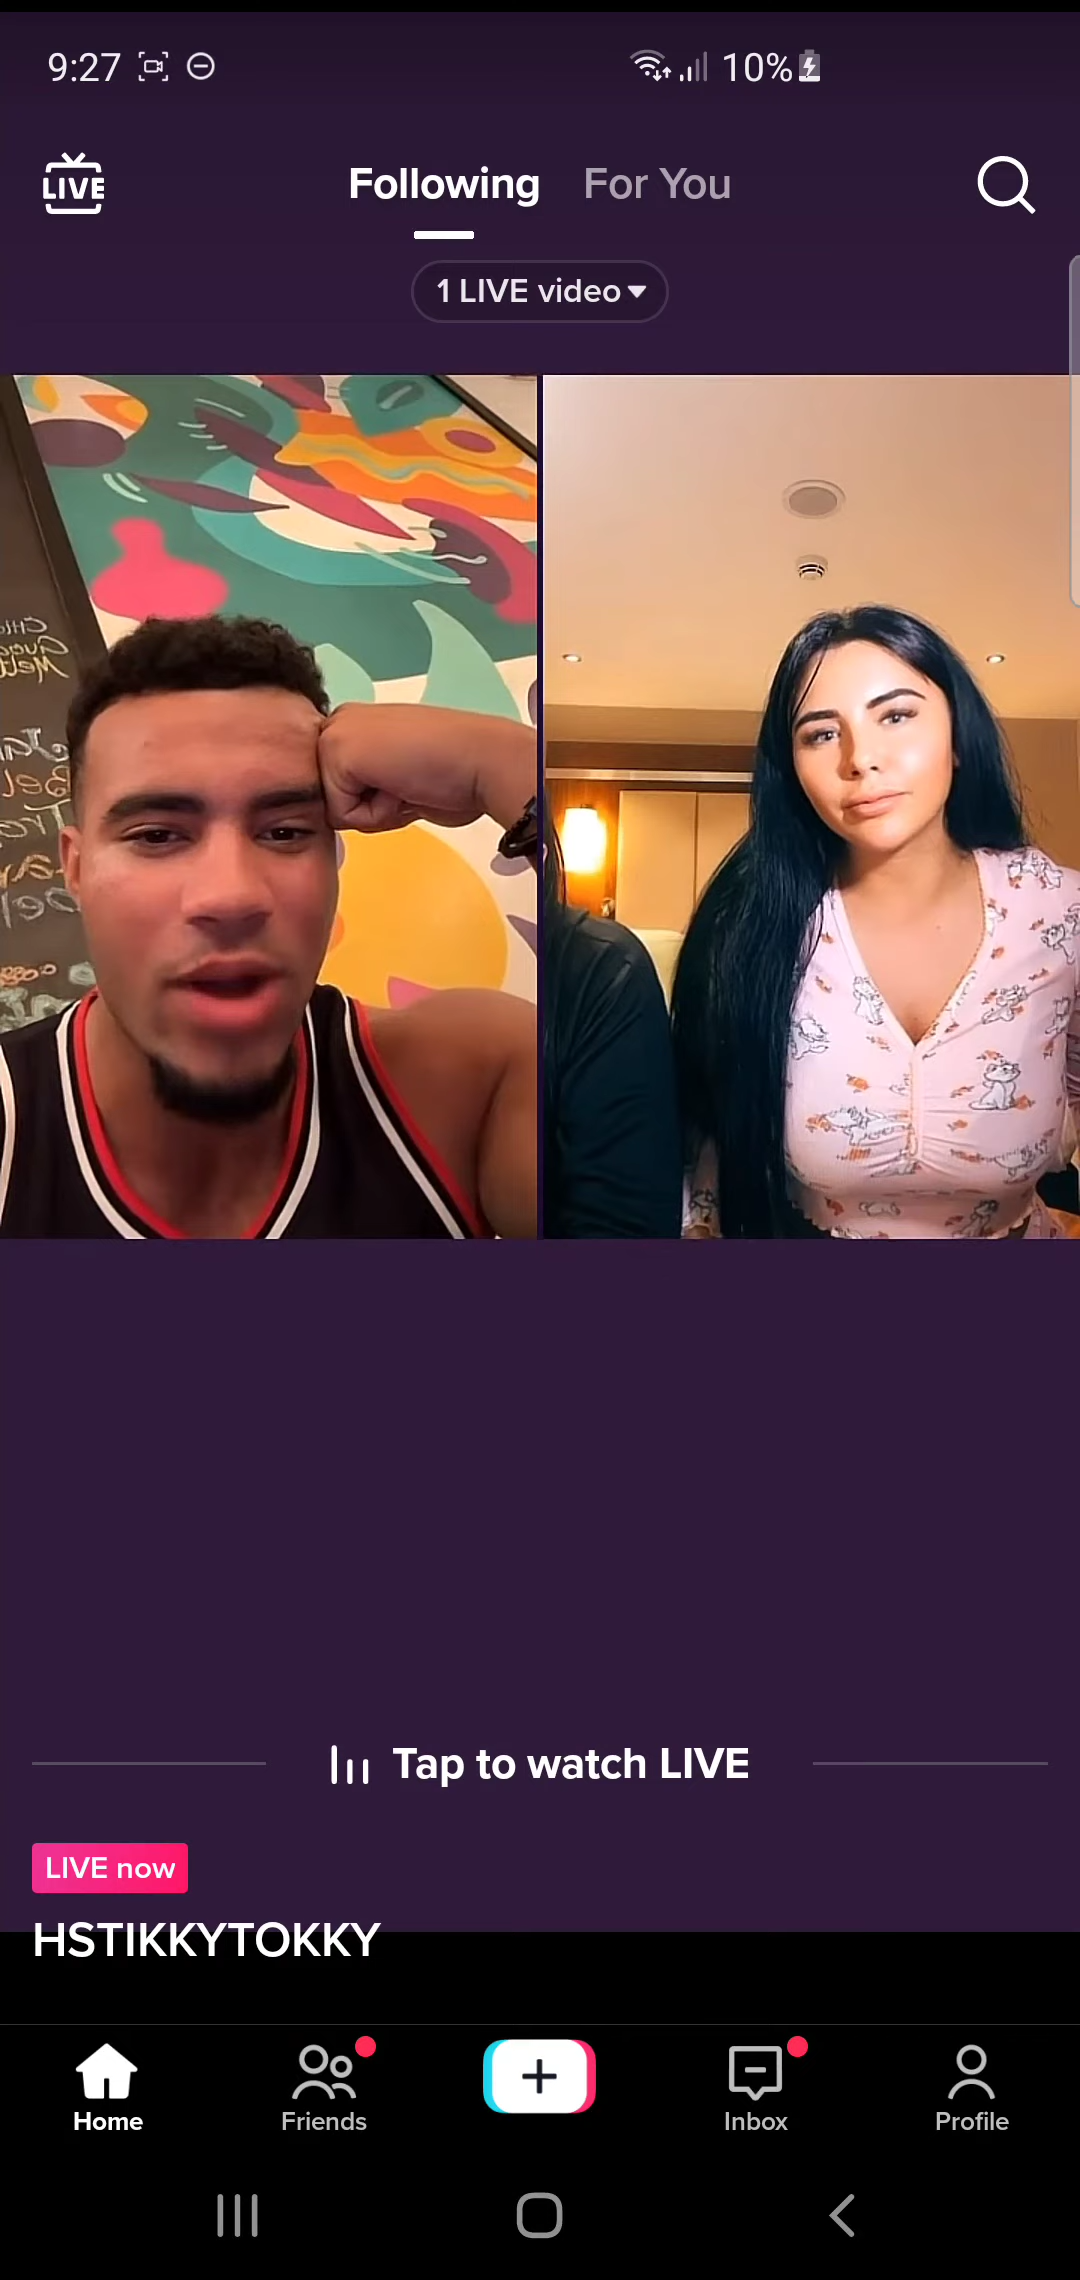 9:27
10%
LIVE
Following For You
1 LIVE video
Tap to watch LIVE
LIVE now
HSTIKKYTOKKY
Home Friends Inbox Profile